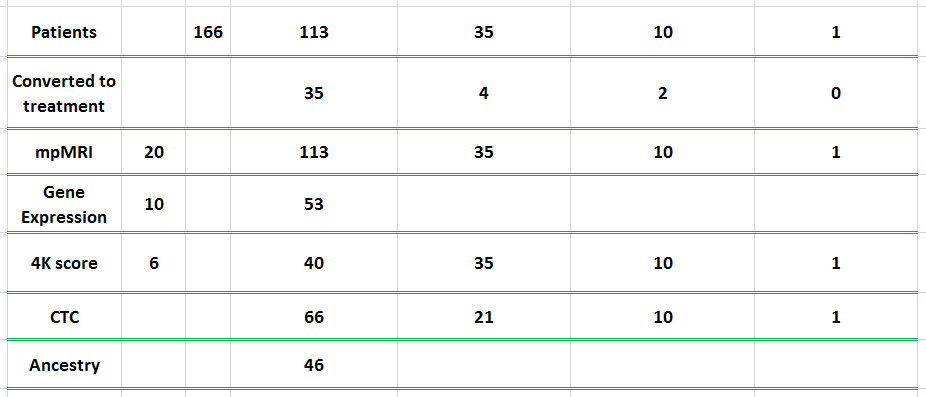 Patients 166 113 35 10 1
Converted to
treatment 35 4 2 0
mpMRI 20 113 35 10 1
Gene
Expression 10 53
4K score 6 40 35 10 1
CTC 66 21 10 1
Ancestry 46